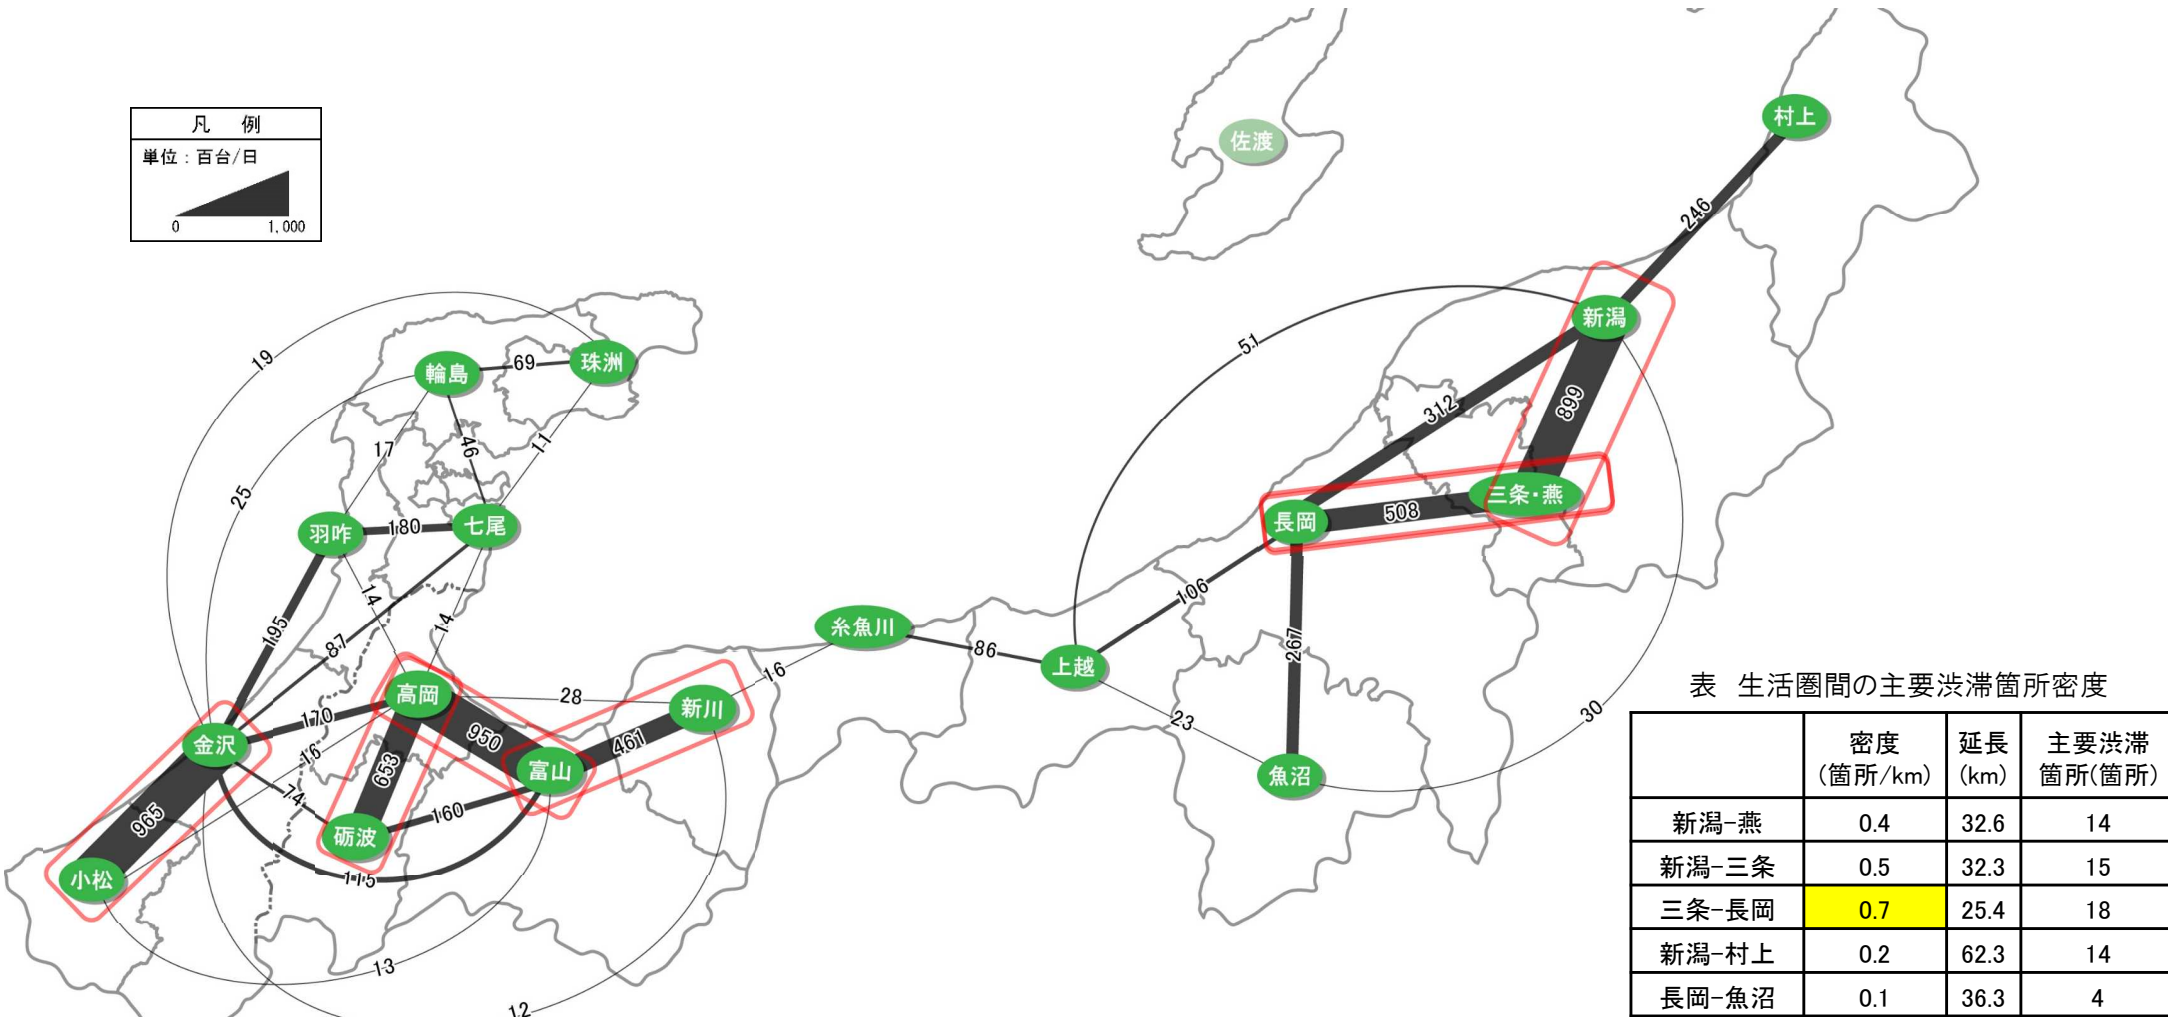 凡 例
単位：百台/日
0 1,000
佐渡
村上
246
新潟
51
19
珠洲
69
輪島
312
899
25
17
46
11
三条・燕
508
長岡
羽咋
180
七尾
14
106
195
87
14
糸魚川
86
上越
267
16
高岡
28
新川
23
30
170
金沢
950
461
16
653
富山
魚沼
74
160
965
砺波
115
小松
13
12
表 生活圏間の主要渋滞箇所密度
密度 延長 主要渋滞
(箇所/km) (km) 箇所(箇所)
新潟-燕 0.4 32.6 14
新潟-三条 0.5 32.3 15
三条-長岡 0.7 25.4 18
新潟-村上 0.2 62.3 14
長岡-魚沼 0.1 36.3 4